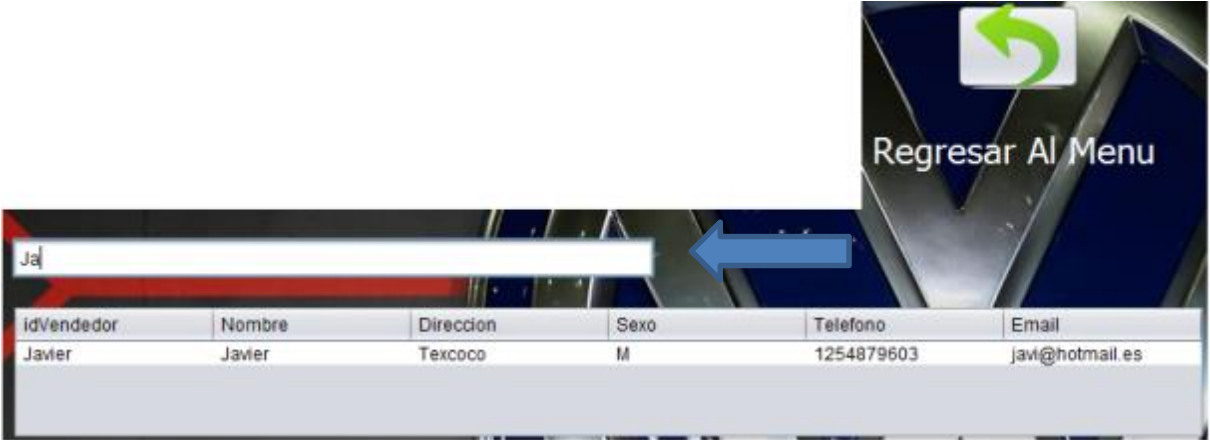 Regresar Al Menu
Ja
idVendedor Nombre Direccion Sexo Telefono Email
Javier Javier Texcoco M 1254879603 javi@hotmail.es